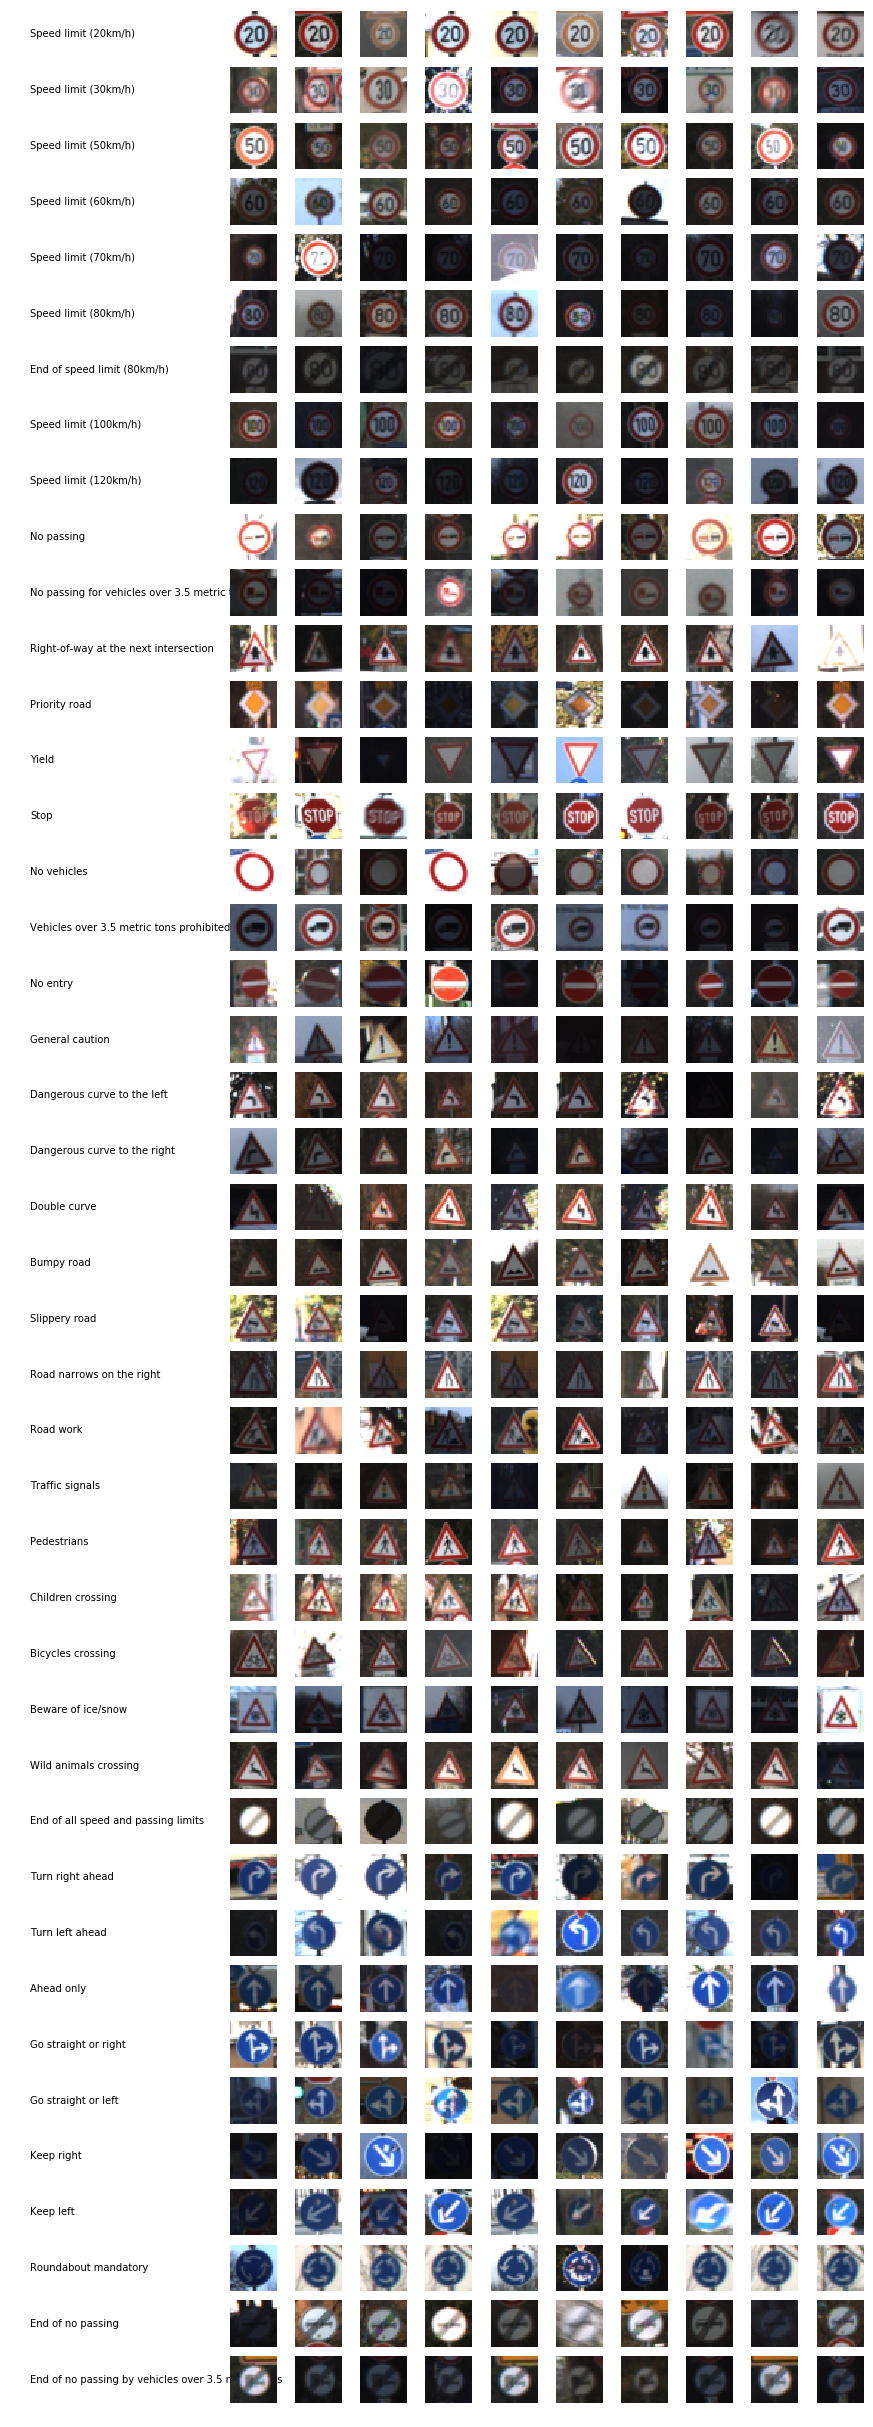 Speed limit (20km/h)
Speed limit (30km/h)
Speed limit (50km/h)
Speed limit (60km/h)
Speed limit (70km/h)
Speed limit (80km/h)
End of speed limit (80km/h)
Speed limit (100km/h)
Speed limit (120km/h)
No passing
No passing for vehicles over 3.5 metric
Right-of-way at the next intersection
Priority road
Yield
Stop
No vehicles
Vehicles over 3.5 metric tons prohibited
No entry
General caution
Dangerous curve to the left
Dangerous curve to the right
Double curve
Bumpy road
Slippery road
Road narrows on the right
Road work
Traffic signals
Pedestrians
Children crossing
Bicycles crossing
Beware of ice/snow
Wild animals crossing
End of all speed and passing limits
Turn right ahead
Turn left ahead
Ahead only
Go straight or right
Go straight or left
Keep right
Keep left
Roundabout mandatory
End of no passing
End of no passing by vehicles over 3.5